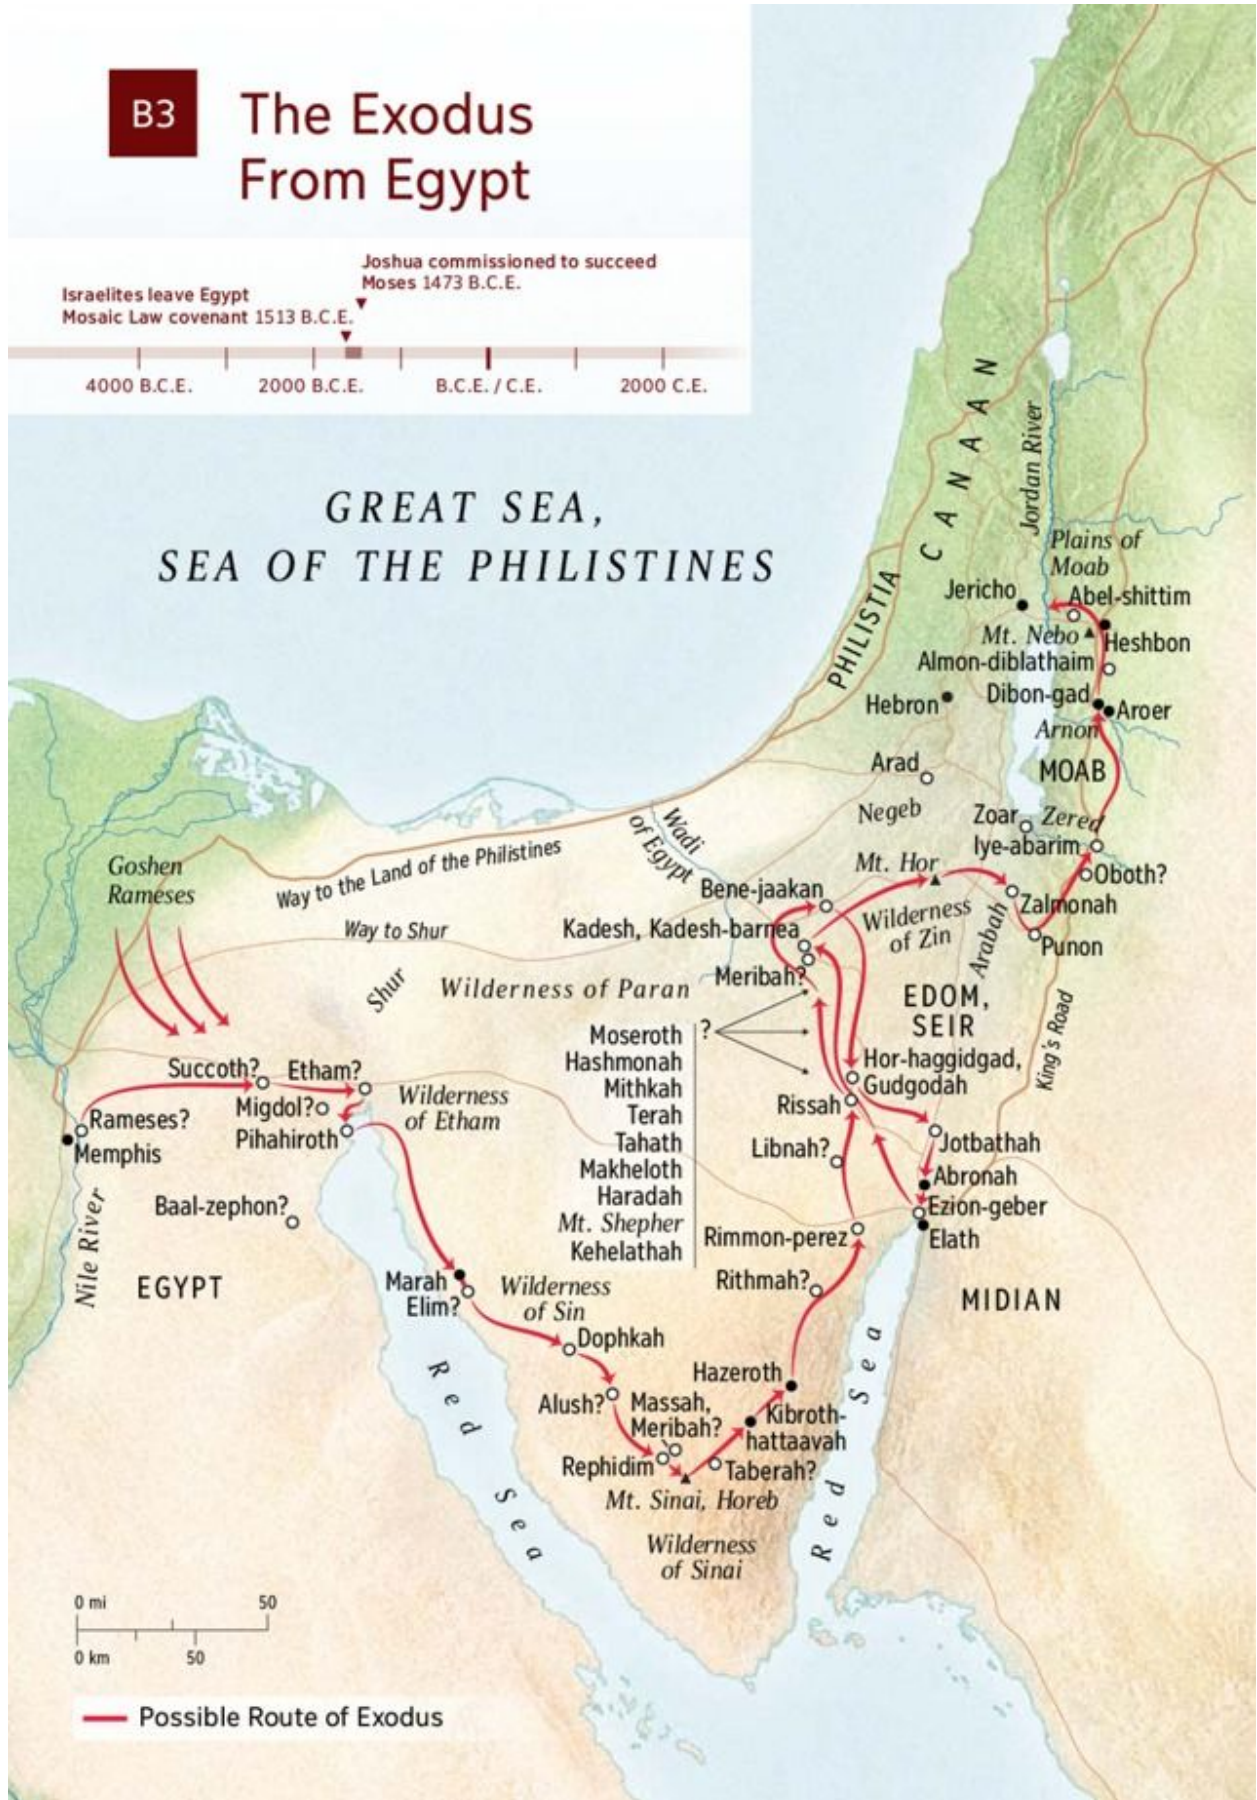 B3
The Exodus
From Egypt
Joshua commissioned to succeed
Moses 1473 B.C.E.
Israelites leave Egypt
Mosaic Law covenant 1513 B.C.E.
4000 B.C.E.
2000 B.C.E.
B.C.E. / C.E.
2000 C.E.
GREAT SEA,
SEA OF THE PHILISTINES
CANAAN
Jordan River
PHILISTIA
Plains of
Moab
Jericho
Abel-shittim
Mt. Nebo
Heshbon
Almon-diblathaim
Dibon-gad
Hebron
Aroer
Arnon
Arad
MOAB
Negeb
Zoar
Zered
Iye-abarim
Wadi
of Egypt
Goshen
Rameses
Way to the Land of the Philistines
Mt. Hor
Oboth?
Bene-jaakan
Zalmonah
Wilderness
of Zin
Way to Shur
Kadesh, Kadesh-barnea
Arabah
Punon
Shur
Wilderness of Paran
Meribah?
EDOM,
SEIR
King's Road
Moseroth
?
Hashmonah
Mithkah
Terah
Tahath
Makheloth
Haradah
Mt. Shepher
Kehelathah
Hor-haggidgad,
Gudgodah
Succoth?
Etham?
Wilderness
of Etham
Migdol?
Rissah
Rameses?
Pihahiroth
Memphis
Libnah?
Jotbathah
Abronah
Baal-zephon?
Ezion-geber
Nile River
Rimmon-perez
Elath
EGYPT
Marah
Elim?
Wilderness
of Sin
Rithmah?
MIDIAN
Dophkah
Red Sea
Hazeroth
Alush?
Massah,
Meribah?
Kibroth-
hattaavah
Rephidim
Taberah?
Mt. Sinai, Horeb
Red Sea
Wilderness
of Sinai
0 mi
50
0 km
50
Possible Route of Exodus